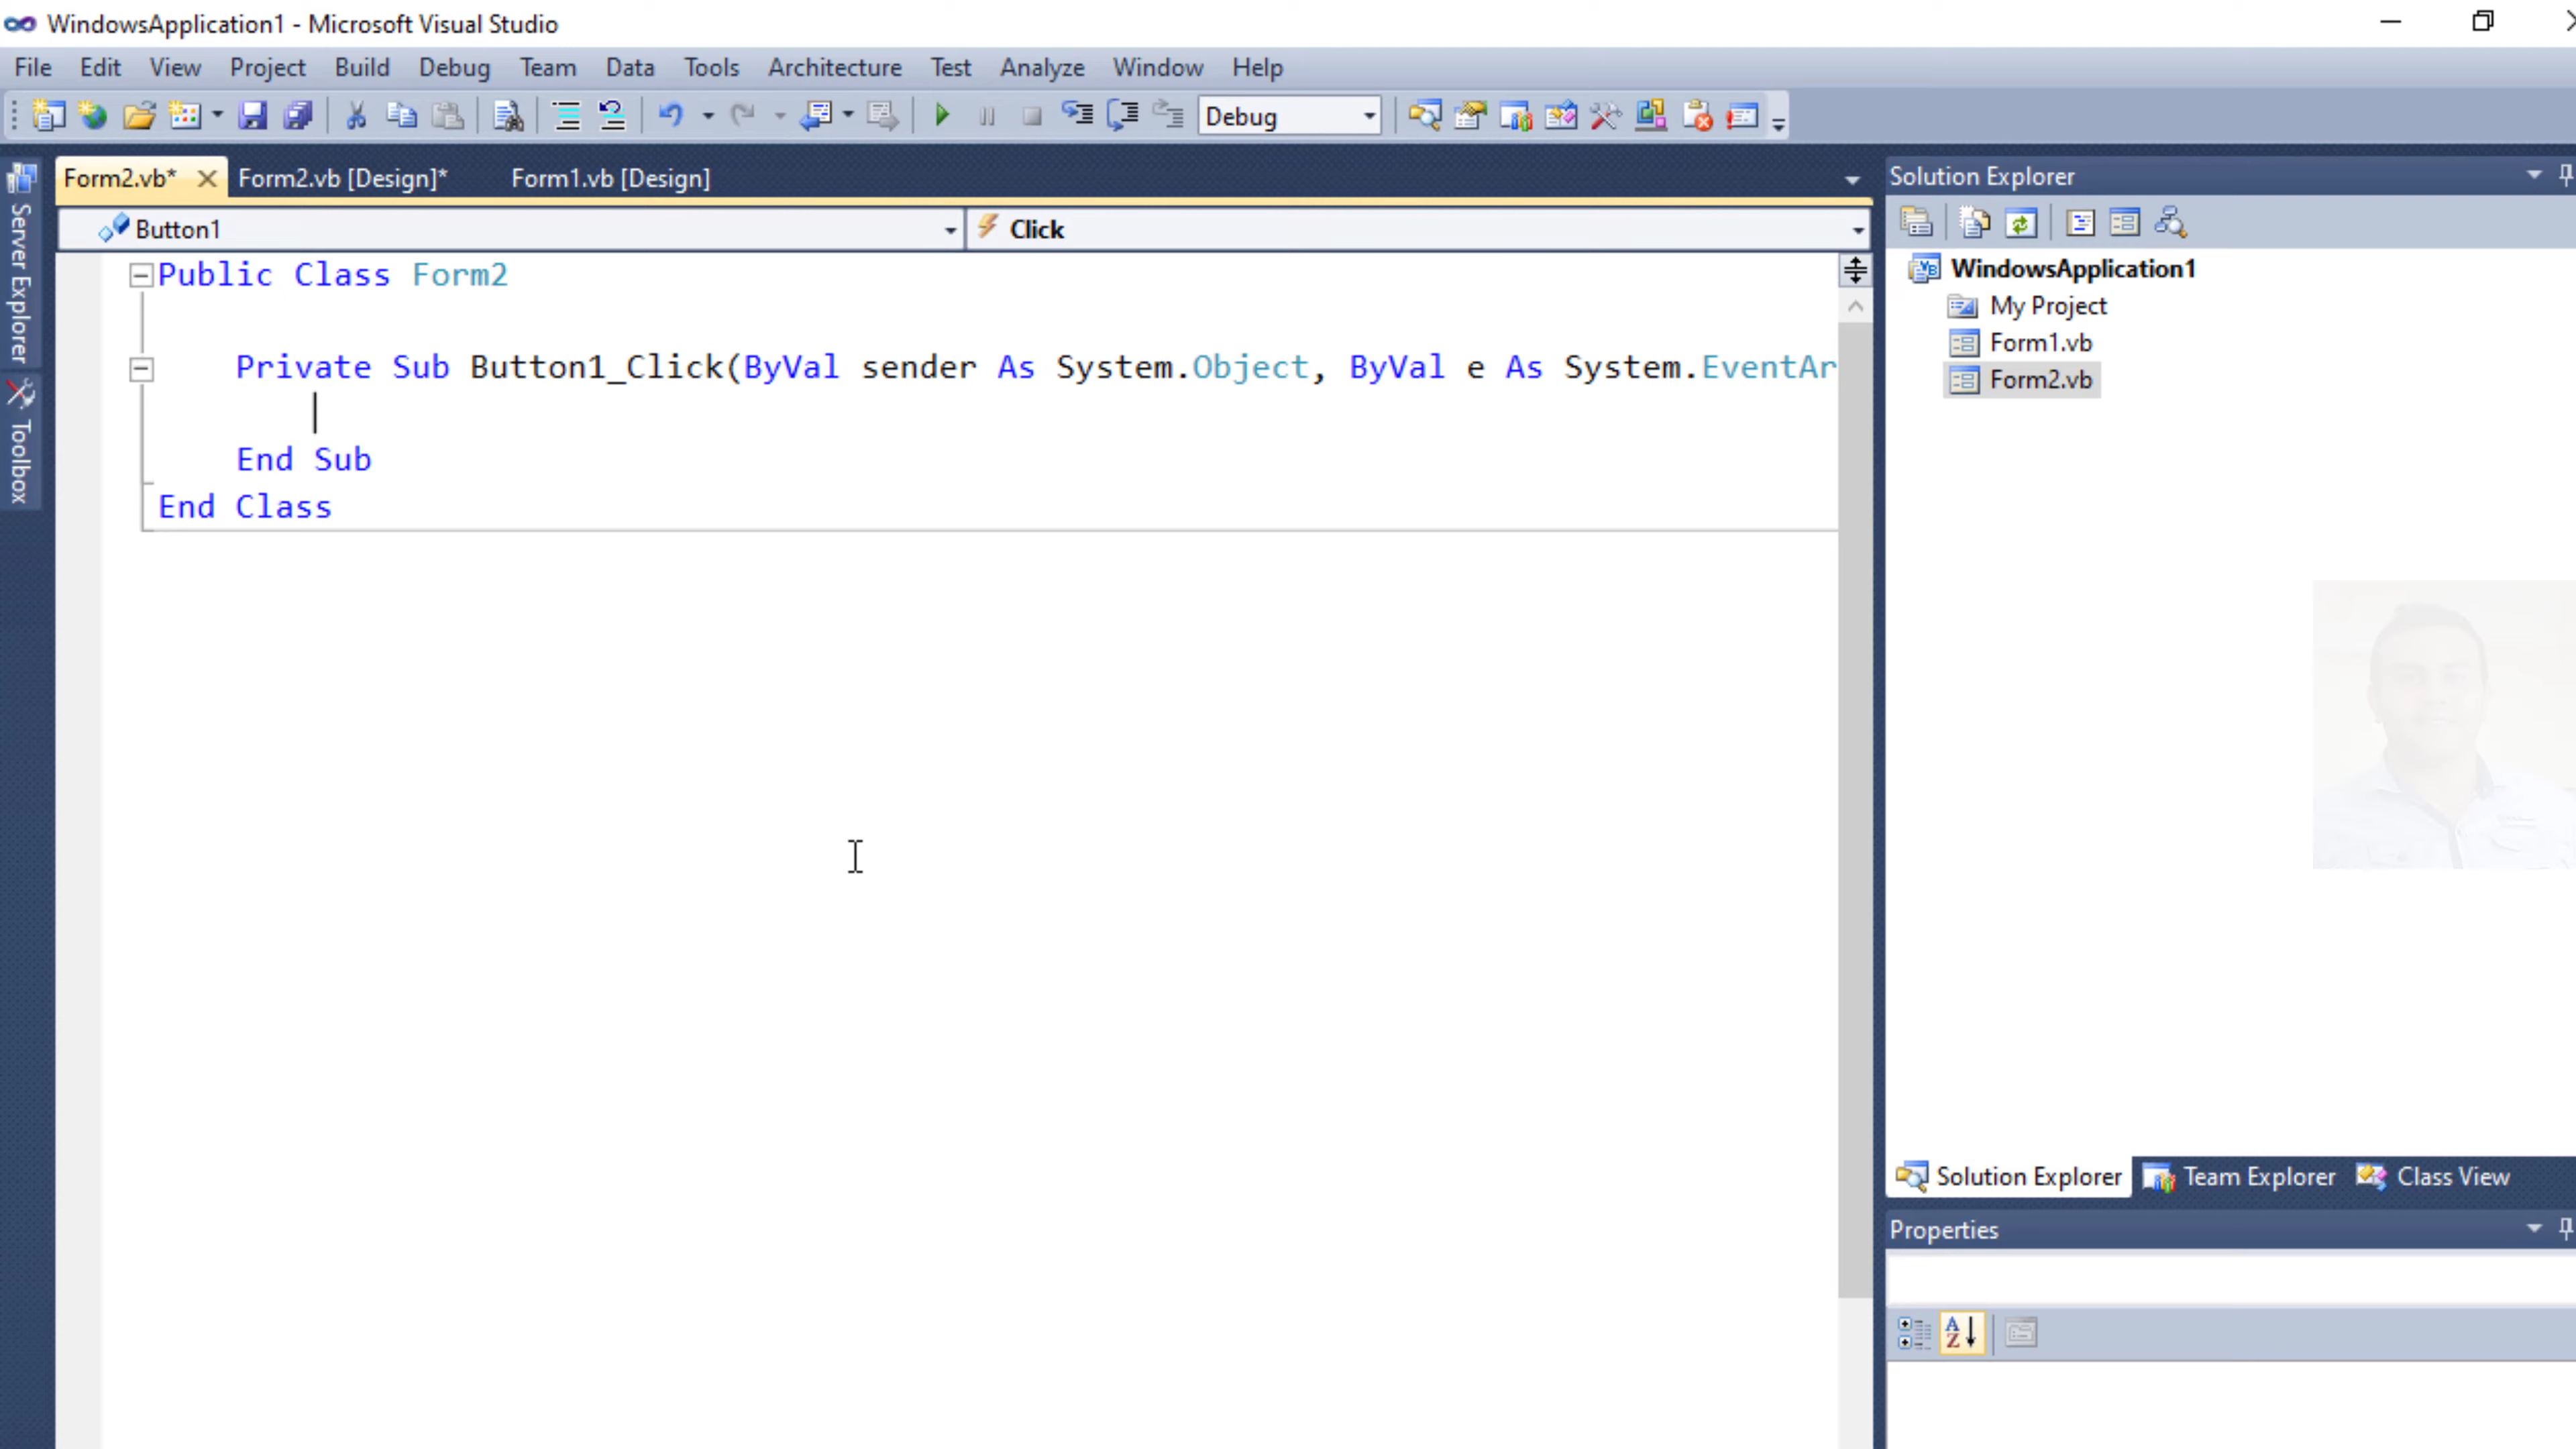 WindowsApplication1 - Microsoft Visual Studio
File Edit View Project Build Debug Team Data Tools Architecture Test Analyze Window Help
Debug
Form2.vb* Form2.vb [Design]* Form1.vb [Design]
Button1 Click
Public Class Form2
Private Sub Button1_Click(ByVal sender As System.Object, ByVal e As System.EventAr
End Sub
End Class
Server Explorer
Toolbox
Solution Explorer
WindowsApplication1
My Project
Form1.vb
Form2.vb
Solution Explorer Team Explorer Class View
Properties